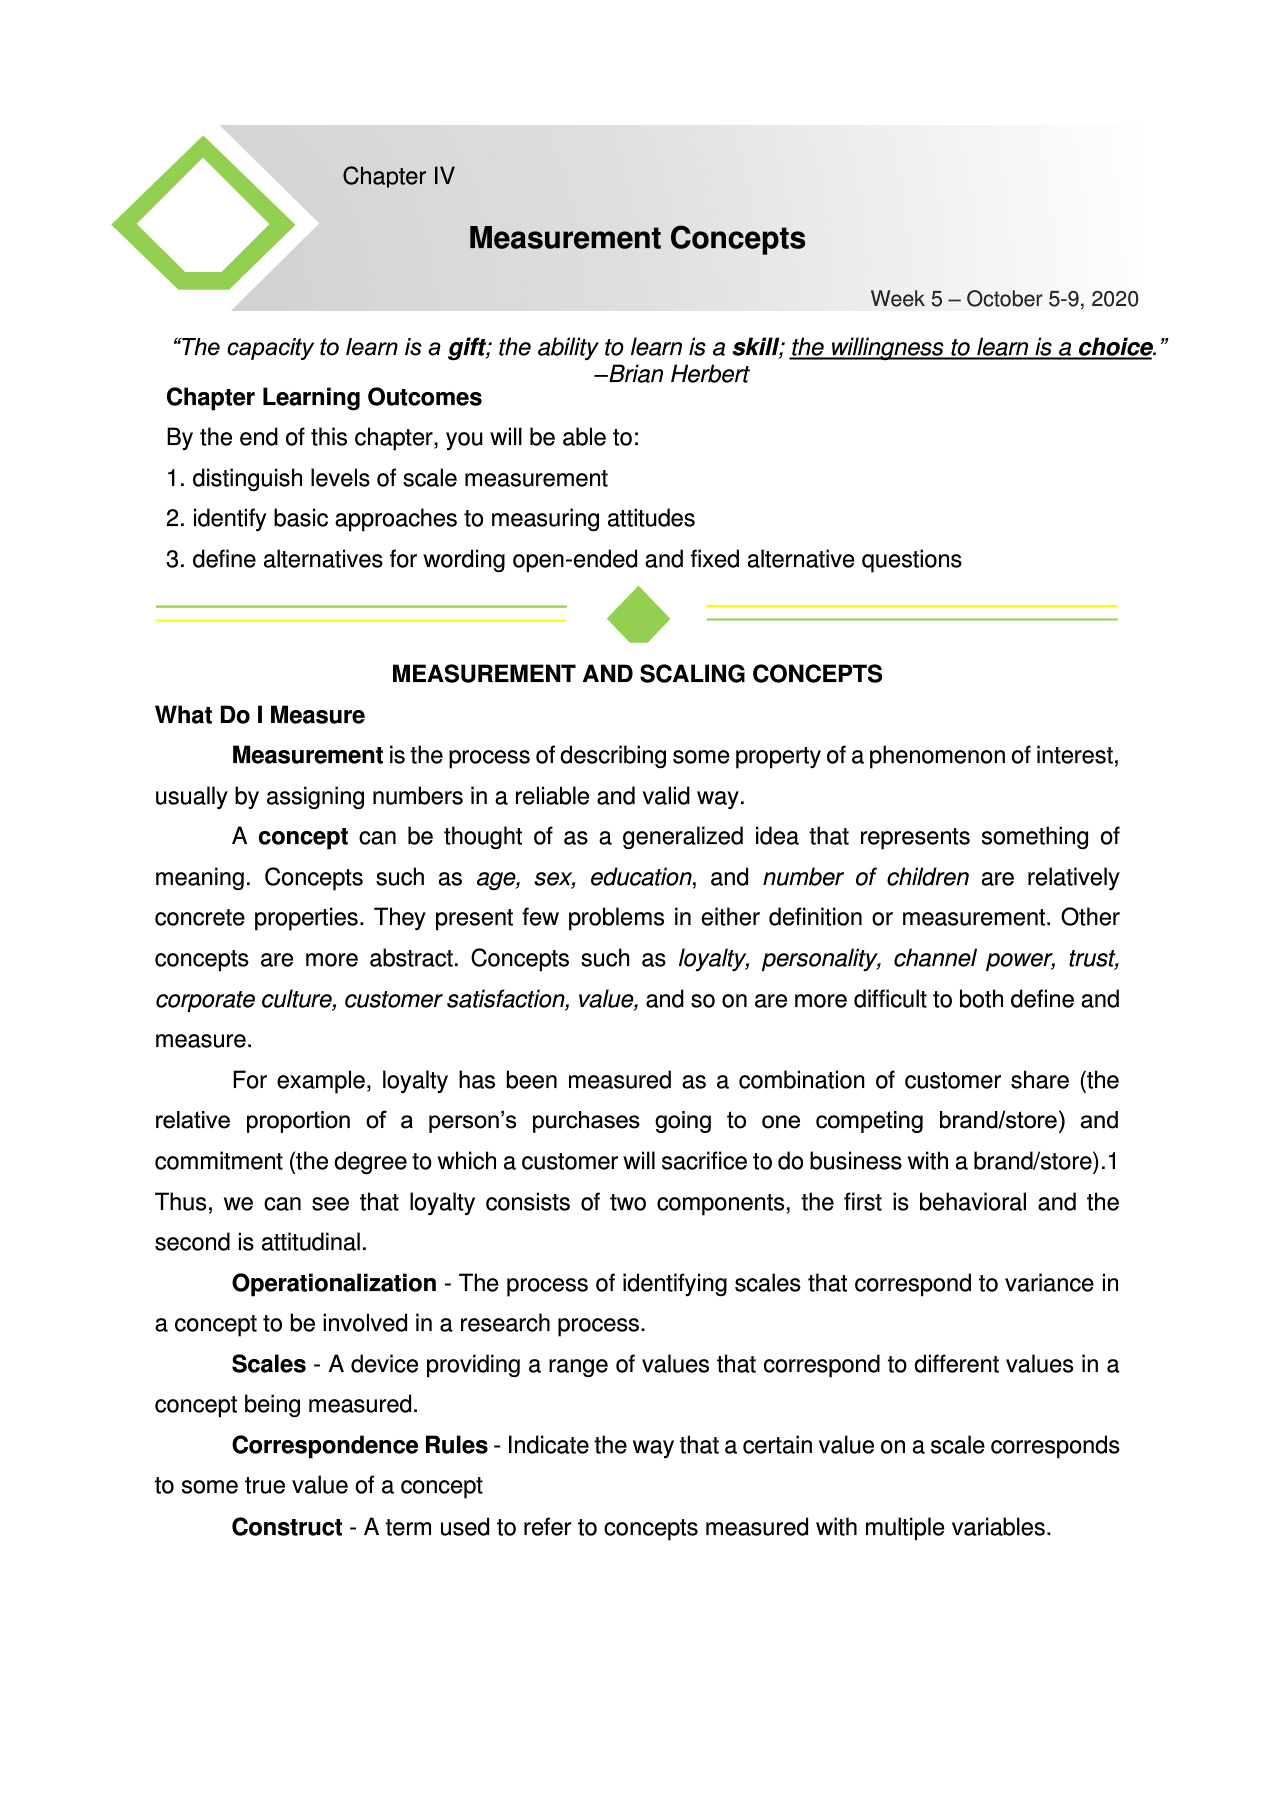 Chapter IV
Measurement Concepts
Week 5 – October 5-9, 2020
“The capacity to learn is a gift; the ability to learn is a skill; the willingness to learn is a choice.”
–Brian Herbert
Chapter Learning Outcomes
By the end of this chapter, you will be able to:
1. distinguish levels of scale measurement
2. identify basic approaches to measuring attitudes
3. define alternatives for wording open-ended and fixed alternative questions
MEASUREMENT AND SCALING CONCEPTS
What Do I Measure
Measurement is the process of describing some property of a phenomenon of interest,
usually by assigning numbers in a reliable and valid way.
A concept can be thought of as a generalized idea that represents something of
meaning. Concepts such as age, sex, education, and number of children are relatively
concrete properties. They present few problems in either definition or measurement. Other
concepts are more abstract. Concepts such as loyalty, personality, channel power, trust,
corporate culture, customer satisfaction, value, and so on are more difficult to both define and
measure.
For example, loyalty has been measured as a combination of customer share (the
relative proportion of a person’s purchases going to one competing brand/store) and
commitment (the degree to which a customer will sacrifice to do business with a brand/store).1
Thus, we can see that loyalty consists of two components, the first is behavioral and the
second is attitudinal.
Operationalization - The process of identifying scales that correspond to variance in
a concept to be involved in a research process.
Scales - A device providing a range of values that correspond to different values in a
concept being measured.
Correspondence Rules - Indicate the way that a certain value on a scale corresponds
to some true value of a concept
Construct - A term used to refer to concepts measured with multiple variables.